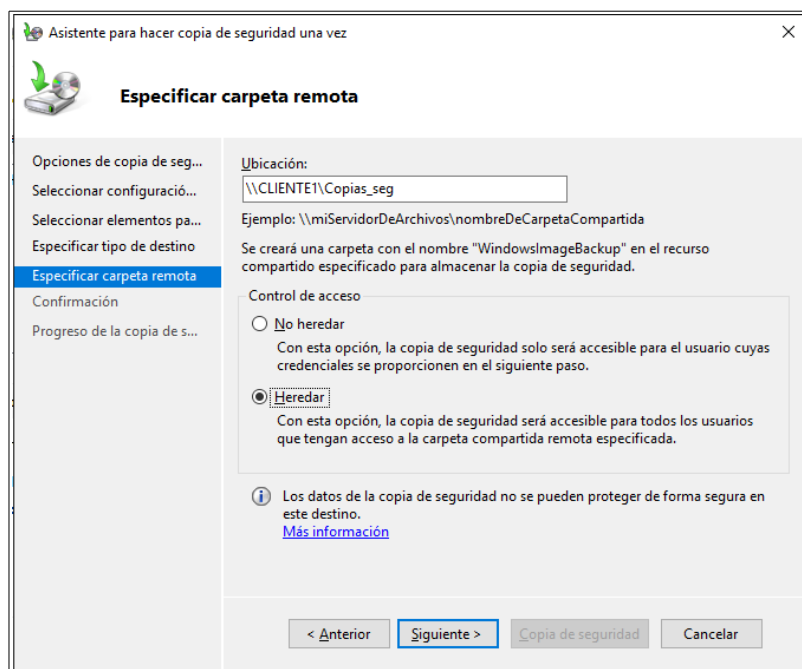 Asistente para hacer copia de seguridad una vez
Especificar carpeta remota
Opciones de copia de seg...
Seleccionar configuració...
Seleccionar elementos pa...
Especificar tipo de destino
Especificar carpeta remota
Confirmación
Progreso de la copia de s...
Ubicación:
\\CLIENTE1\Copias_seg
Ejemplo: \\miServidorDeArchivos\nombreDeCarpetaCompartida
Se creará una carpeta con el nombre "WindowsImageBackup" en el recurso
compartido especificado para almacenar la copia de seguridad.
Control de acceso
No heredar
Con esta opción, la copia de seguridad solo será accesible para el usuario cuyas
credenciales se proporcionen en el siguiente paso.
Heredar
Con esta opción, la copia de seguridad será accesible para todos los usuarios
que tengan acceso a la carpeta compartida remota especificada.
Los datos de la copia de seguridad no se pueden proteger de forma segura en
este destino.
Más información
< Anterior
Siguiente >
Copia de seguridad
Cancelar